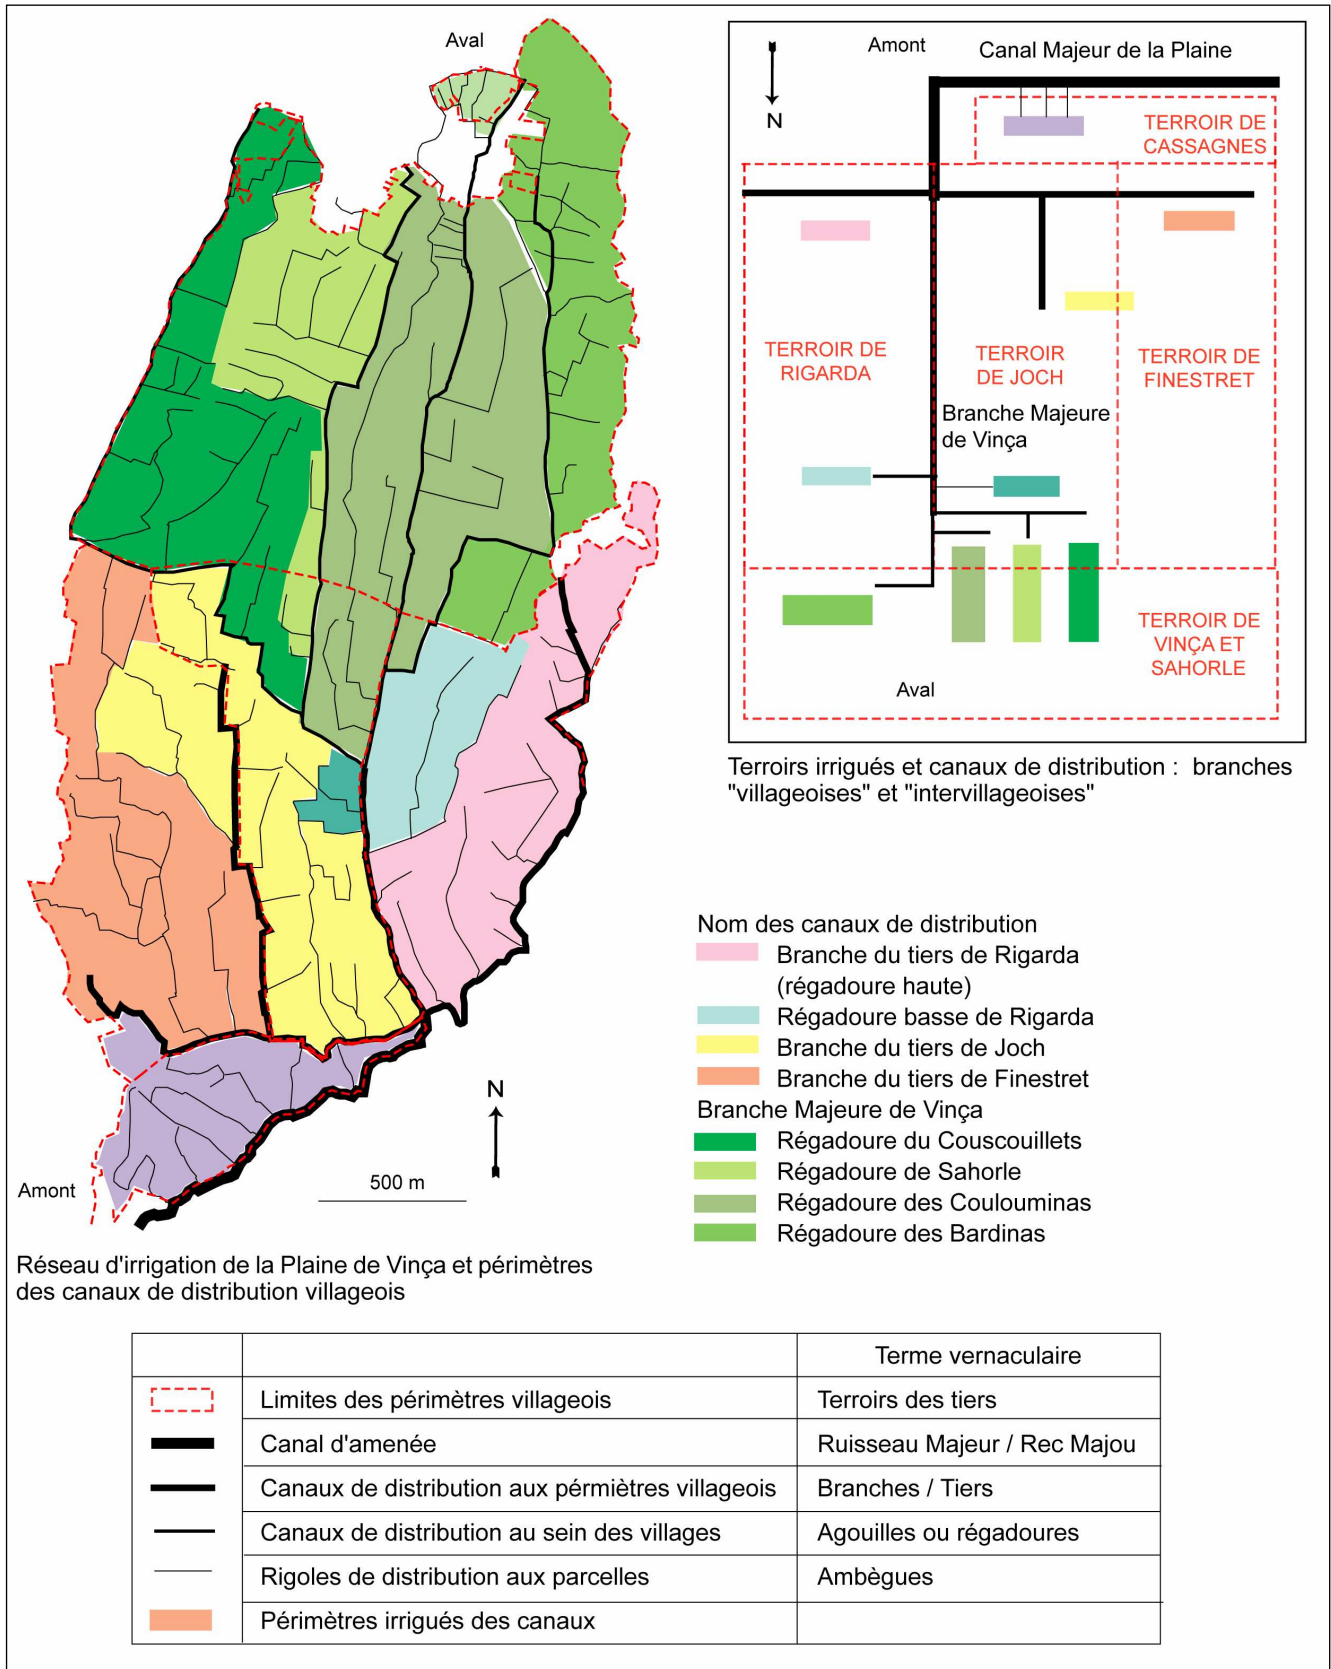 Aval
Amont
Canal Majeur de la Plaine
N
TERROIR DE
CASSAGNES
TERROIR DE
RIGARDA
TERROIR
DE JOCH
TERROIR DE
FINESTRET
Branche Majeure
de Vinça
TERROIR DE
VINÇA ET
SAHORLE
Aval
Terroirs irrigués et canaux de distribution : branches
"villageoises" et "intervillageoises"
Nom des canaux de distribution
Branche du tiers de Rigarda
(régadoure haute)
Régadoure basse de Rigarda
Branche du tiers de Joch
Branche du tiers de Finestret
Branche Majeure de Vinça
Régadoure du Couscouillets
Régadoure de Sahorle
Régadoure des Coulouminas
Régadoure des Bardinas
N
500 m
Amont
Réseau d'irrigation de la Plaine de Vinça et périmètres
des canaux de distribution villageois
Terme vernaculaire
Limites des périmètres villageois Terroirs des tiers
Canal d'amenée Ruisseau Majeur / Rec Majou
Canaux de distribution aux pérmiètres villageois Branches / Tiers
Canaux de distribution au sein des villages Agouilles ou régadoures
Rigoles de distribution aux parcelles Ambègues
Périmètres irrigués des canaux